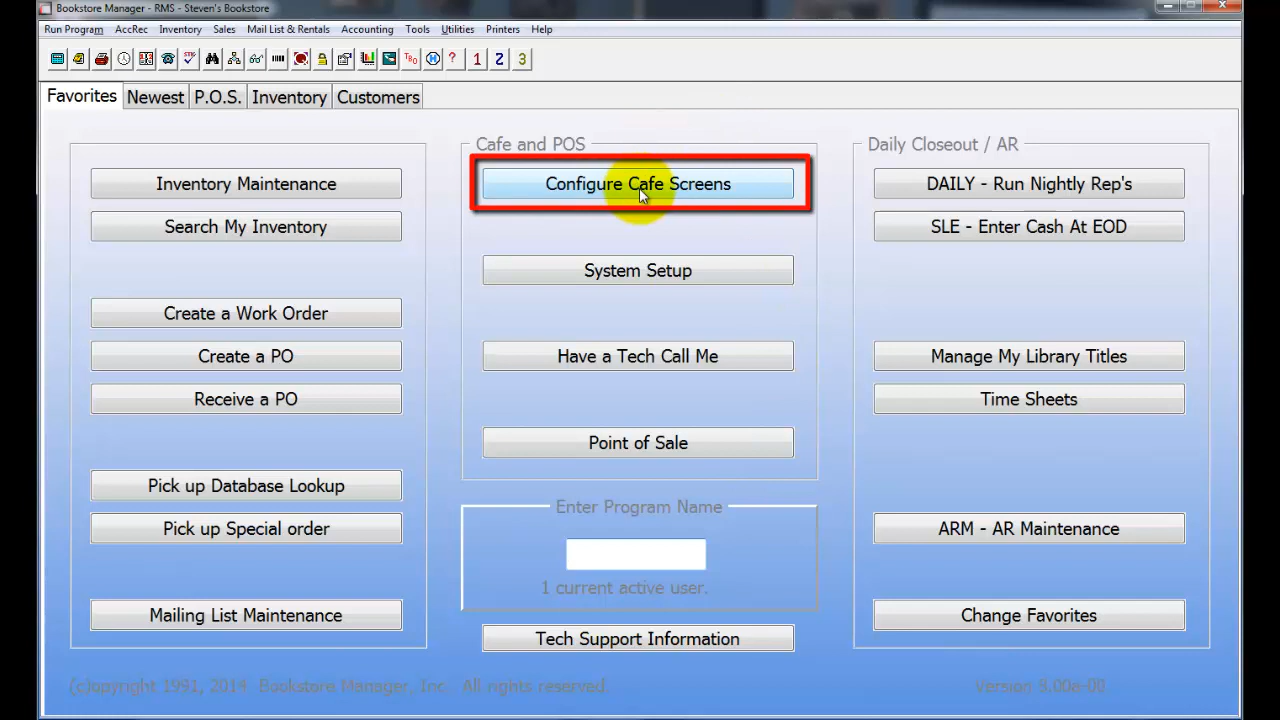 Bookstore Manager - RMS - Steven's Bookstore
Run Program AccRec Inventory Sales Mail List & Rentals Accounting Tools Utilities Printers Help
TBO H ? 1 2 3
Favorites Newest P.O.S. Inventory Customers
Inventory Maintenance
Search My Inventory
Create a Work Order
Create a PO
Receive a PO
Pick up Database Lookup
Pick up Special order
Mailing List Maintenance
Cafe and POS
Configure Cafe Screens
System Setup
Have a Tech Call Me
Point of Sale
Enter Program Name
1 current active user.
Tech Support Information
Daily Closeout / AR
DAILY - Run Nightly Rep's
SLE - Enter Cash At EOD
Manage My Library Titles
Time Sheets
ARM - AR Maintenance
Change Favorites
(c)opyright 1991, 2014 Bookstore Manager, Inc. All rights reserved.